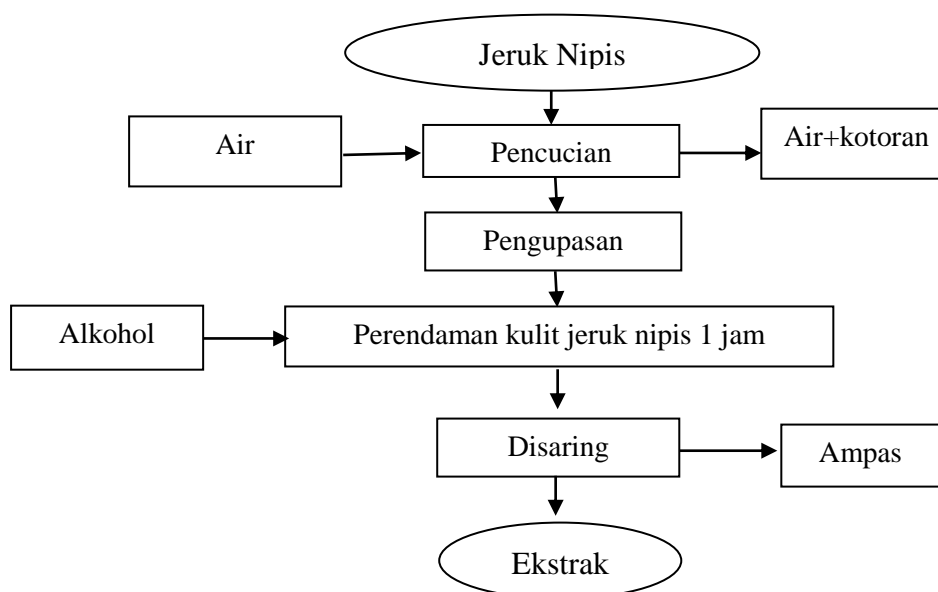 Jeruk Nipis
Air
Pencucian
Air+kotoran
Pengupasan
Alkohol
Perendaman kulit jeruk nipis 1 jam
Disaring
Ampas
Ekstrak